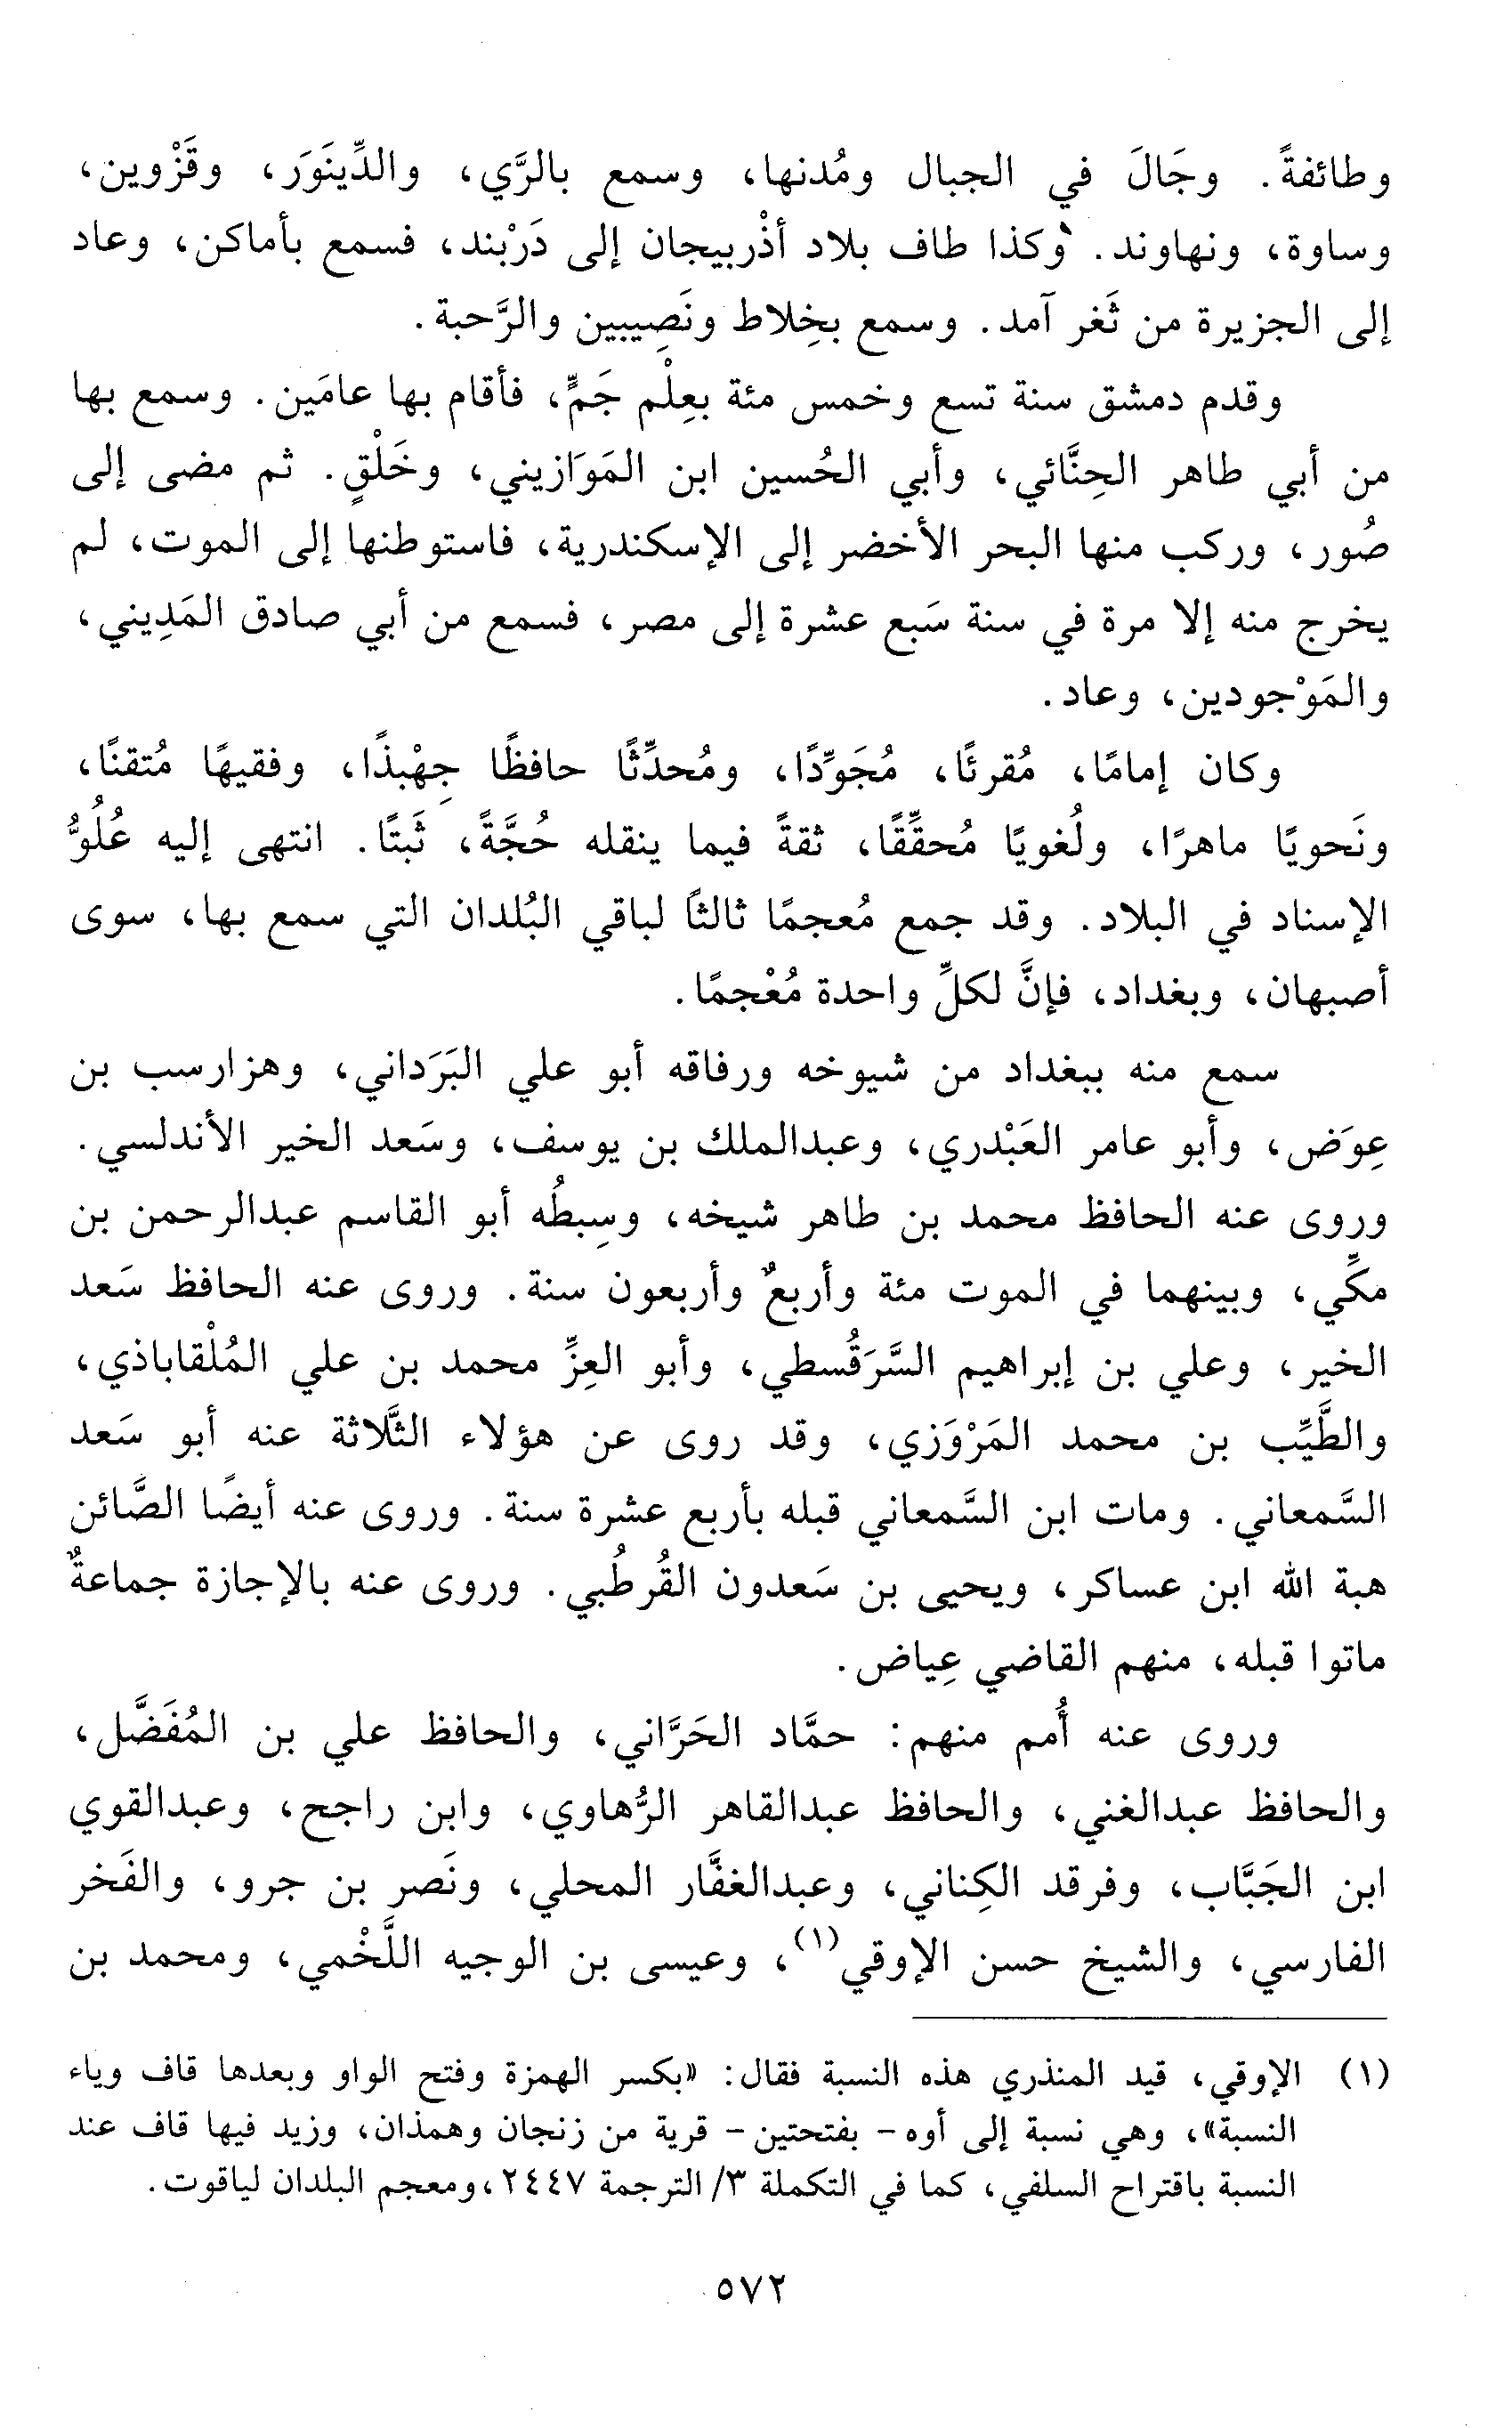 وطائفةً. وجَالَ في الجبال ومُدنها، وسمع بالرَّي، والدِّينَوَر، وقَزْوين،
وساوة، ونهاوند. وكذا طاف بلاد أذْربيجان إلى دَرْبند، فسمع بأماكن، وعاد
إلى الجزيرة من ثَغر آمد. وسمع بخِلاط ونَصِيبين والرَّحبة.
وقدم دمشق سنة تسع وخمس مئة بعِلْم جَمٍّ، فأقام بها عامَين. وسمع بها
من أبي طاهر الحِنَّائي، وأبي الحُسين ابن المَوَازيني، وخَلْقٍ. ثم مضى إلى
صُور، وركب منها البحر الأخضر إلى الإسكندرية، فاستوطنها إلى الموت، لم
يخرج منه إلا مرة في سنة سَبع عشرة إلى مصر، فسمع من أبي صادق المَدِيني،
والمَوْجودين، وعاد.
وكان إمامًا، مُقرئًا، مُجَوِّدًا، ومُحدِّثًا حافظًا جِهْبذًا، وفقيهًا مُتقنًا،
ونَحويًا ماهرًا، ولُغويًا مُحقِّقًا، ثقةً فيما ينقله حُجَّةً، ثَبتًا. انتهى إليه عُلُوُّ
الإسناد في البلاد. وقد جمع مُعجمًا ثالثًا لباقي البُلدان التي سمع بها، سوى
أصبهان، وبغداد، فإنَّ لكلِّ واحدة مُعْجمًا.
سمع منه ببغداد من شيوخه ورفاقه أبو علي البَرَداني، وهزارسب بن
عِوَض، وأبو عامر العَبْدري، وعبدالملك بن يوسف، وسَعد الخير الأندلسي.
وروى عنه الحافظ محمد بن طاهر شيخه، وسِبطُه أبو القاسم عبدالرحمن بن
مكِّي، وبينهما في الموت مئة وأربعٌ وأربعون سنة. وروى عنه الحافظ سَعد
الخير، وعلي بن إبراهيم السَّرَقُسطي، وأبو العِزِّ محمد بن علي المُلْقاباذي،
والطَّيِّب بن محمد المَرْوَزي، وقد روى عن هؤلاء الثَّلاثة عنه أبو سَعد
السَّمعاني. ومات ابن السَّمعاني قبله بأربع عشرة سنة. وروى عنه أيضًا الصَّائن
هبة الله ابن عساكر، ويحيى بن سَعدون القُرطُبي. وروى عنه بالإجازة جماعةٌ
ماتوا قبله، منهم القاضي عِياض.
وروى عنه أُمم منهم: حمَّاد الحَرَّاني، والحافظ علي بن المُفَضَّل،
والحافظ عبدالغني، والحافظ عبدالقاهر الرُّهاوي، وابن راجح، وعبدالقوي
ابن الجَبَّاب، وفرقد الكِناني، وعبدالغفَّار المحلي، ونَصر بن جرو، والفَخر
الفارسي، والشيخ حسن الإوقي(١)، وعيسى بن الوجيه اللَّخْمي، ومحمد بن
(١) الإوقي، قيد المنذري هذه النسبة فقال: «بكسر الهمزة وفتح الواو وبعدها قاف وياء
النسبة»، وهي نسبة إلى أوه - بفتحتين - قرية من زنجان وهمذان، وزيد فيها قاف عند
النسبة باقتراح السلفي، كما في التكملة ٣/ الترجمة ٢٤٤٧، ومعجم البلدان لياقوت.
٥٧٢